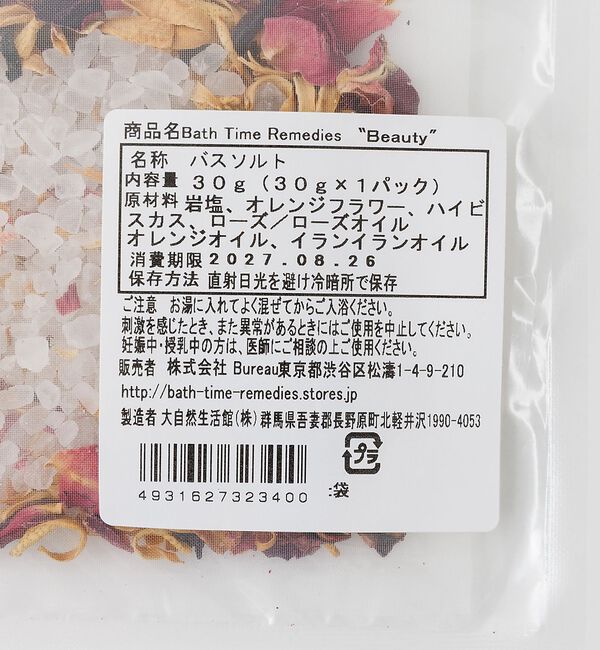 商品名Bath Time Remedies 〝Beauty〟
名称 バスソルト
内容量 30g（30g×1パック）
原材料 岩塩、オレンジフラワー、ハイビ
スカス、ローズ／ローズオイル
オレンジオイル、イランイランオイル
消費期限 2027.08.26
保存方法 直射日光を避け冷暗所で保存
ご注意 お湯に入れてよく混ぜてからご入浴ください。
刺激を感じたとき、また異常があるときにはご使用を中止してください。
妊娠中・授乳中の方は、医師にご相談の上ご使用ください。
販売者 株式会社 Bureau東京都渋谷区松濤1-4-9-210
http://bath-time-remedies.stores.jp
製造者 大自然生活館(株)群馬県吾妻郡長野原町北軽井沢1990-4053
プラ
4931627323400
:袋